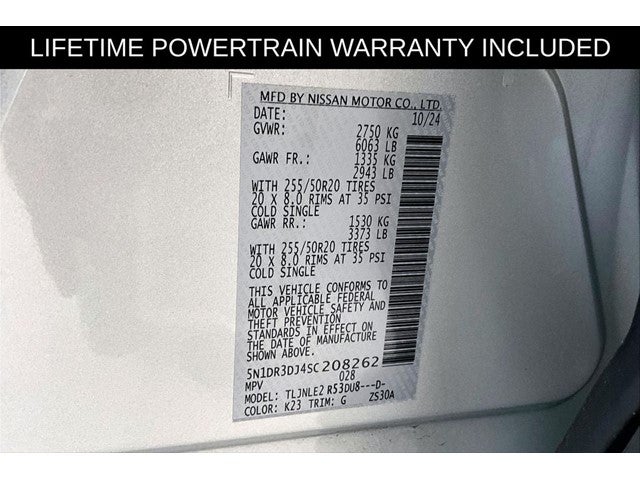 LIFETIME POWERTRAIN WARRANTY INCLUDED
MFD BY NISSAN MOTOR CO., LTD.
DATE: 10/24
GVWR: 2750 KG
6063 LB
GAWR FR.: 1335 KG
2943 LB
WITH 255/50R20 TIRES
20 X 8.0 RIMS AT 35 PSI
COLD SINGLE
GAWR RR.: 1530 KG
3373 LB
WITH 255/50R20 TIRES
20 X 8.0 RIMS AT 35 PSI
COLD SINGLE
THIS VEHICLE CONFORMS TO
ALL APPLICABLE FEDERAL
MOTOR VEHICLE SAFETY AND
THEFT PREVENTION
STANDARDS IN EFFECT ON
THE DATE OF MANUFACTURE
SHOWN ABOVE.
5N1DR3DJ4SC208262
MPV 028
MODEL: TLJNLE2 R53DU8---D-
COLOR: K23 TRIM: G ZS30A